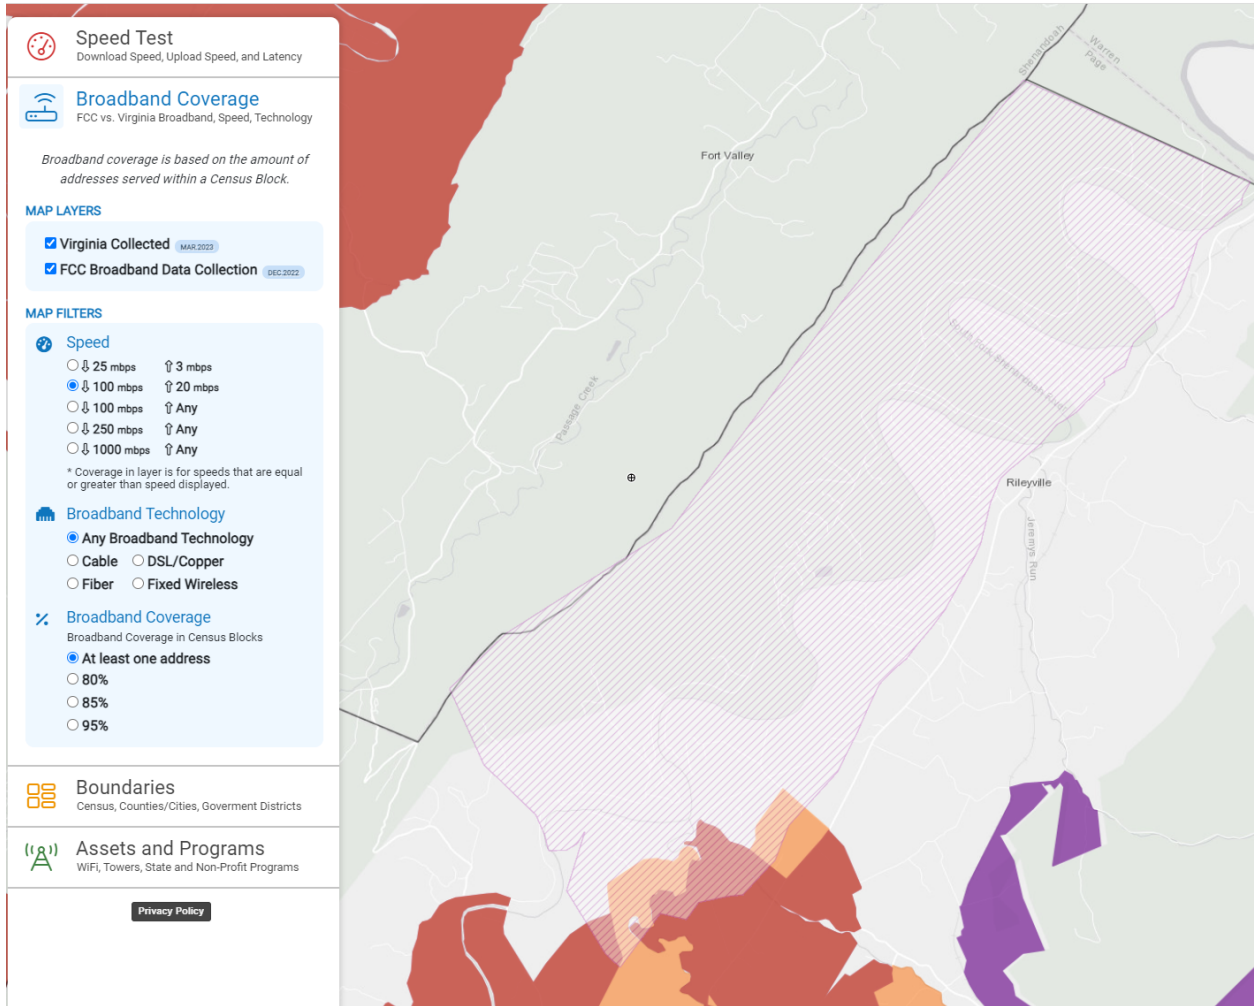 Speed Test
Download Speed, Upload Speed, and Latency
Broadband Coverage
FCC vs. Virginia Broadband, Speed, Technology
Broadband coverage is based on the amount of
addresses served within a Census Block.
MAP LAYERS
Virginia Collected MAR.2023
FCC Broadband Data Collection DEC.2022
MAP FILTERS
Speed
⇩ 25 mbps ⇧ 3 mbps
⇩ 100 mbps ⇧ 20 mbps
⇩ 100 mbps ⇧ Any
⇩ 250 mbps ⇧ Any
⇩ 1000 mbps ⇧ Any
* Coverage in layer is for speeds that are equal
or greater than speed displayed.
Broadband Technology
Any Broadband Technology
Cable DSL/Copper
Fiber Fixed Wireless
Broadband Coverage
Broadband Coverage in Census Blocks
At least one address
80%
85%
95%
Boundaries
Census, Counties/Cities, Goverment Districts
Assets and Programs
WiFi, Towers, State and Non-Profit Programs
Privacy Policy
Shenandoah
Warren
Page
Fort Valley
Passage Creek
South Fork Shenandoah River
Rileyville
Jeremys Run